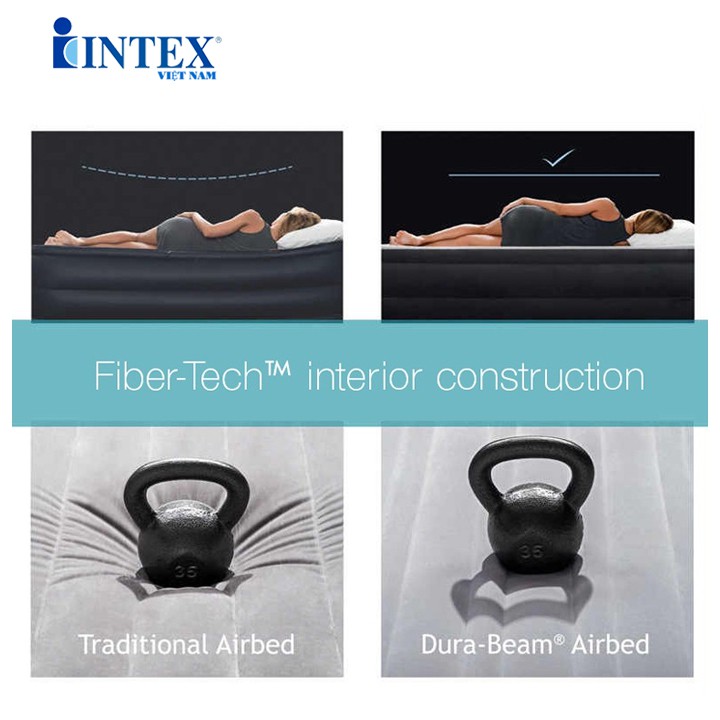 INTEX®
VIỆT NAM
Fiber-Tech™ interior construction
35
35
Traditional Airbed
Dura-Beam® Airbed